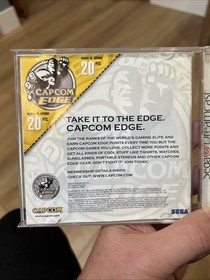 20
PTS.
CAPCOM
EDGE
20
PTS.
TAKE IT TO THE EDGE.
CAPCOM EDGE.
JOIN THE RANKS OF THE WORLD'S GAMING ELITE AND
EARN CAPCOM EDGE POINTS EVERY TIME YOU BUY THE
CAPCOM GAMES YOU LOVE. COLLECT MORE POINTS AND
GET ALL KINDS OF COOL STUFF LIKE T-SHIRTS, WATCHES,
SUNGLASSES, PORTABLE STEREOS AND OTHER CAPCOM
EDGE GEAR. DON'T FIGHT IT! JOIN TODAY!
MEMBERSHIP DETAILS INSIDE.
CHECK OUT: WWW.CAPCOM.COM
CAPCOM
SEGA